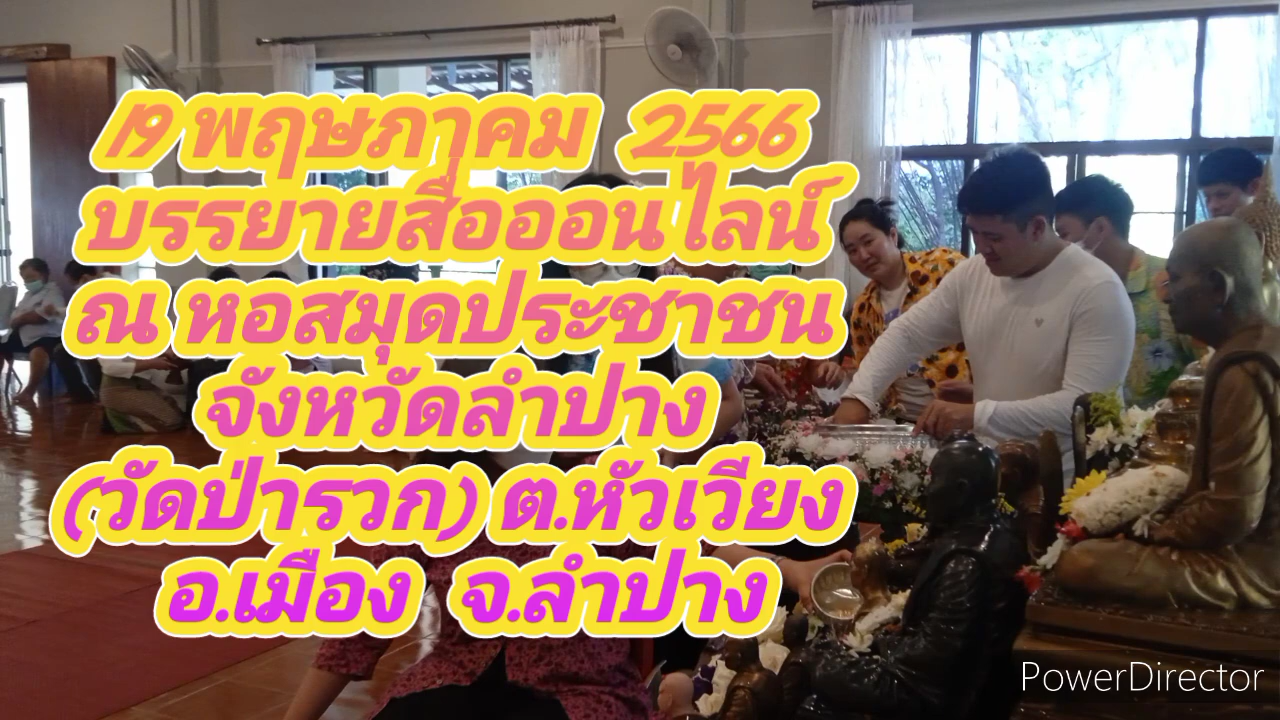 19 พฤษภาคม 2566
บรรยายสื่อออนไลน์
ณ หอสมุดประชาชน
จังหวัดลำปาง
(วัดป่ารวก) ต.หัวเวียง
อ.เมือง จ.ลำปาง
PowerDirector